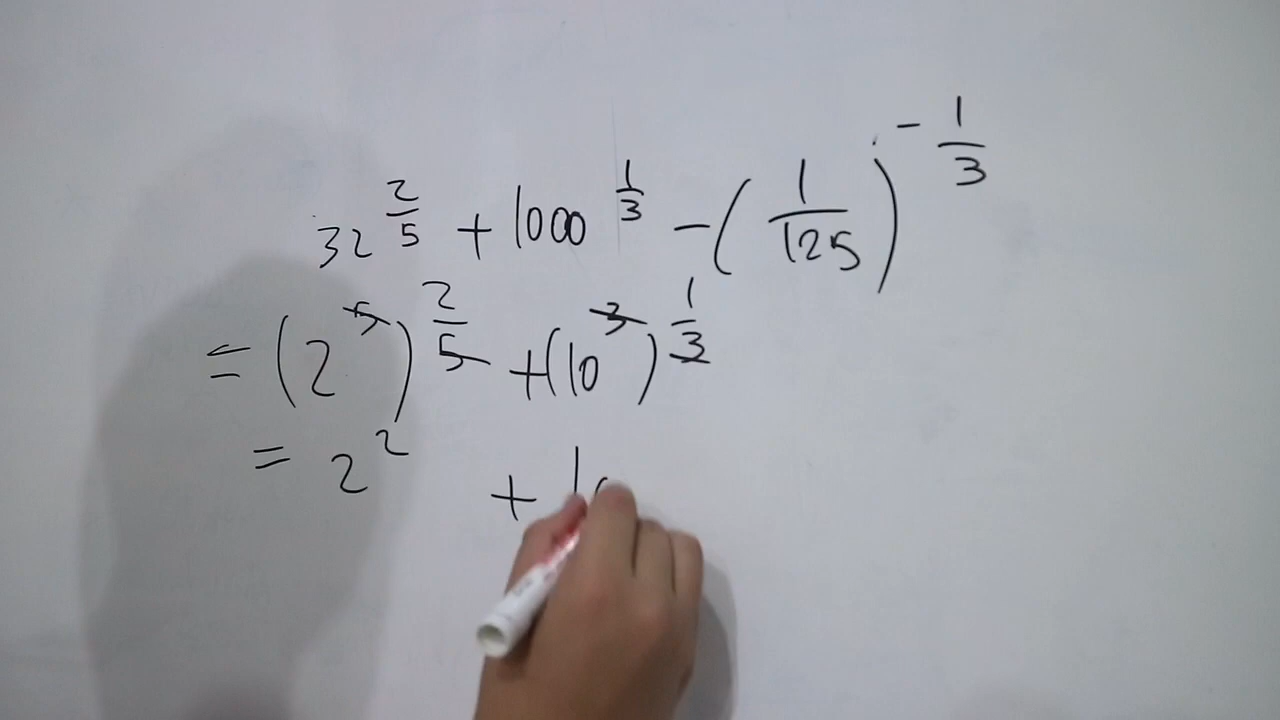 32^(2/5) + 1000^(1/3) - (1/125)^(-1/3)
= (2^5)^(2/5) + (10^3)^(1/3)
= 2^2 + 10